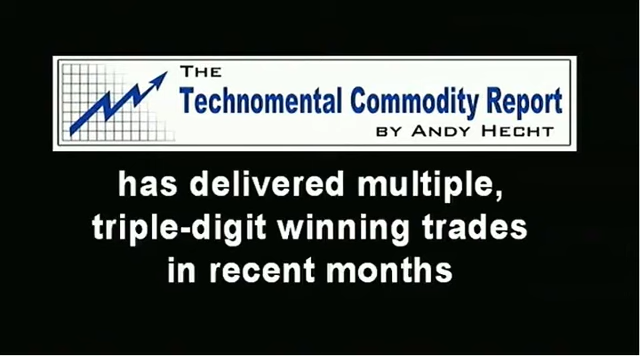 THE
Technomental Commodity Report
BY ANDY HECHT
has delivered multiple,
triple-digit winning trades
in recent months